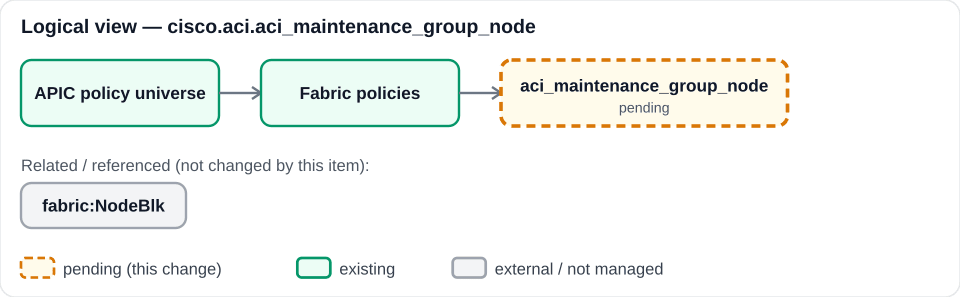 Logical view — cisco.aci.aci_maintenance_group_node
APIC policy universe
Fabric policies
aci_maintenance_group_node
pending
Related / referenced (not changed by this item):
fabric:NodeBlk
pending (this change)
existing
external / not managed